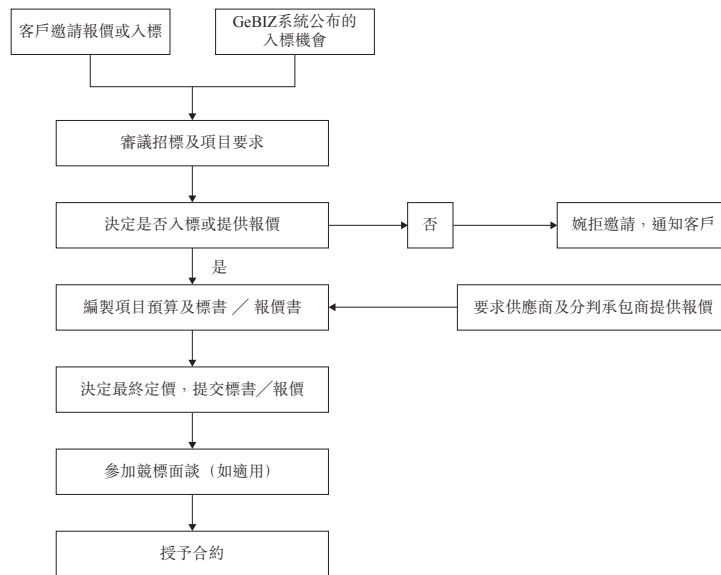 客戶邀請報價或入標
GeBIZ系統公布的
入標機會
審議招標及項目要求
決定是否入標或提供報價
否
婉拒邀請，通知客戶
是
編製項目預算及標書 ╱ 報價書
要求供應商及分判承包商提供報價
決定最終定價，提交標書╱報價
參加競標面談（如適用）
授予合約